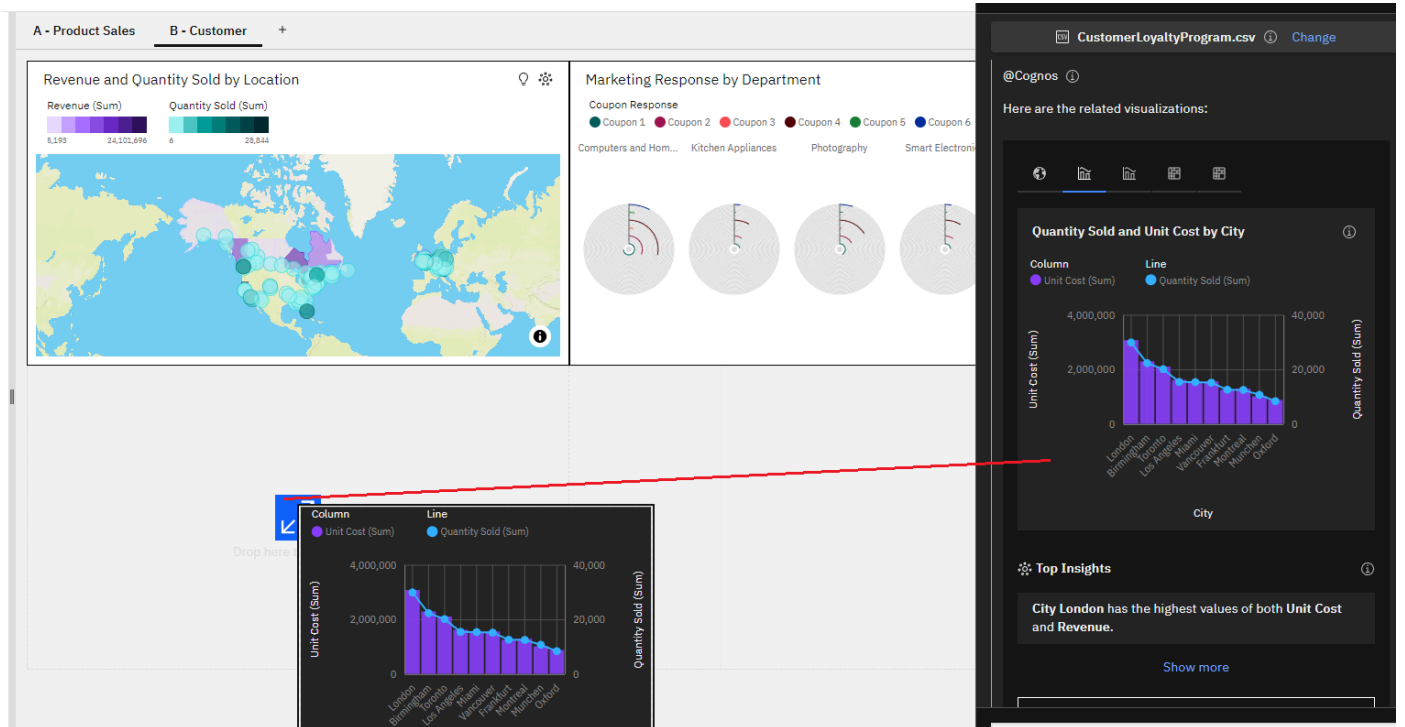 A - Product Sales
B - Customer
+
Revenue and Quantity Sold by Location
Revenue (Sum)
Quantity Sold (Sum)
5,193
24,101,696
6
28,844
Marketing Response by Department
Coupon Response
Coupon 1
Coupon 2
Coupon 3
Coupon 4
Coupon 5
Coupon 6
Computers and Hom...
Kitchen Appliances
Photography
Smart Electroni
Drop here t
Column
Line
Unit Cost (Sum)
Quantity Sold (Sum)
4,000,000
2,000,000
0
40,000
20,000
0
Unit Cost (Sum)
Quantity Sold (Sum)
London
Birmingham
Toronto
Los Angeles
Miami
Vancouver
Frankfurt
Montreal
Munchen
Oxford
CSV
CustomerLoyaltyProgram.csv
Change
@Cognos
Here are the related visualizations:
Quantity Sold and Unit Cost by City
Column
Line
Unit Cost (Sum)
Quantity Sold (Sum)
4,000,000
2,000,000
0
40,000
20,000
0
Unit Cost (Sum)
Quantity Sold (Sum)
London
Birmingham
Toronto
Los Angeles
Miami
Vancouver
Frankfurt
Montreal
Munchen
Oxford
City
Top Insights
City London has the highest values of both Unit Cost
and Revenue.
Show more